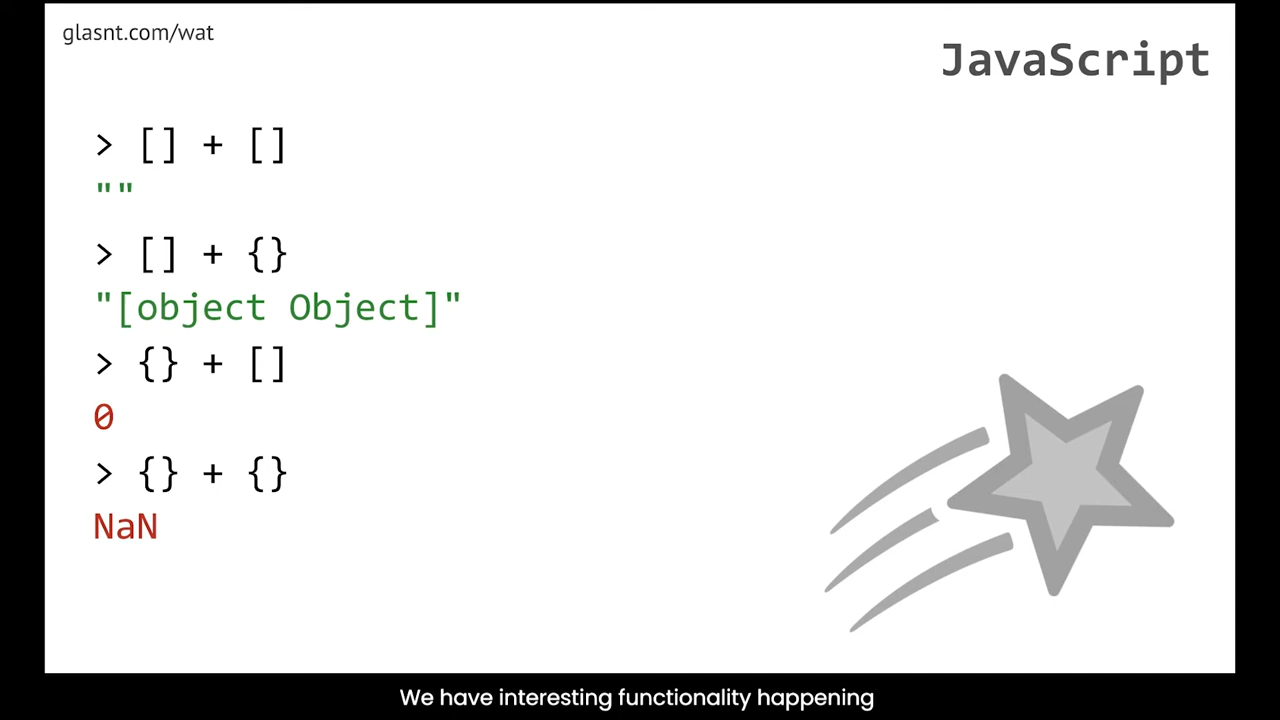 glasnt.com/wat
JavaScript
> [] + []
""
> [] + {}
"[object Object]"
> {} + []
0
> {} + {}
NaN
We have interesting functionality happening